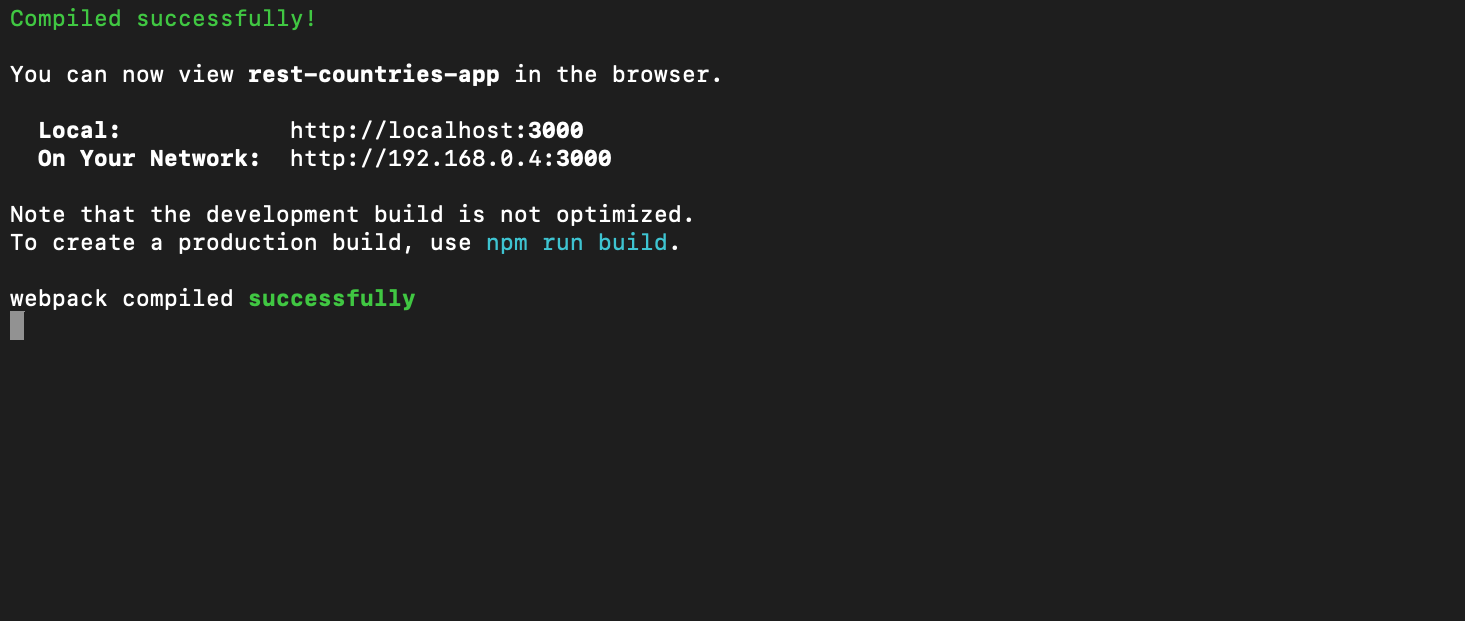 Compiled successfully!
You can now view rest-countries-app in the browser.
Local: http://localhost:3000
On Your Network: http://192.168.0.4:3000
Note that the development build is not optimized.
To create a production build, use npm run build.
webpack compiled successfully